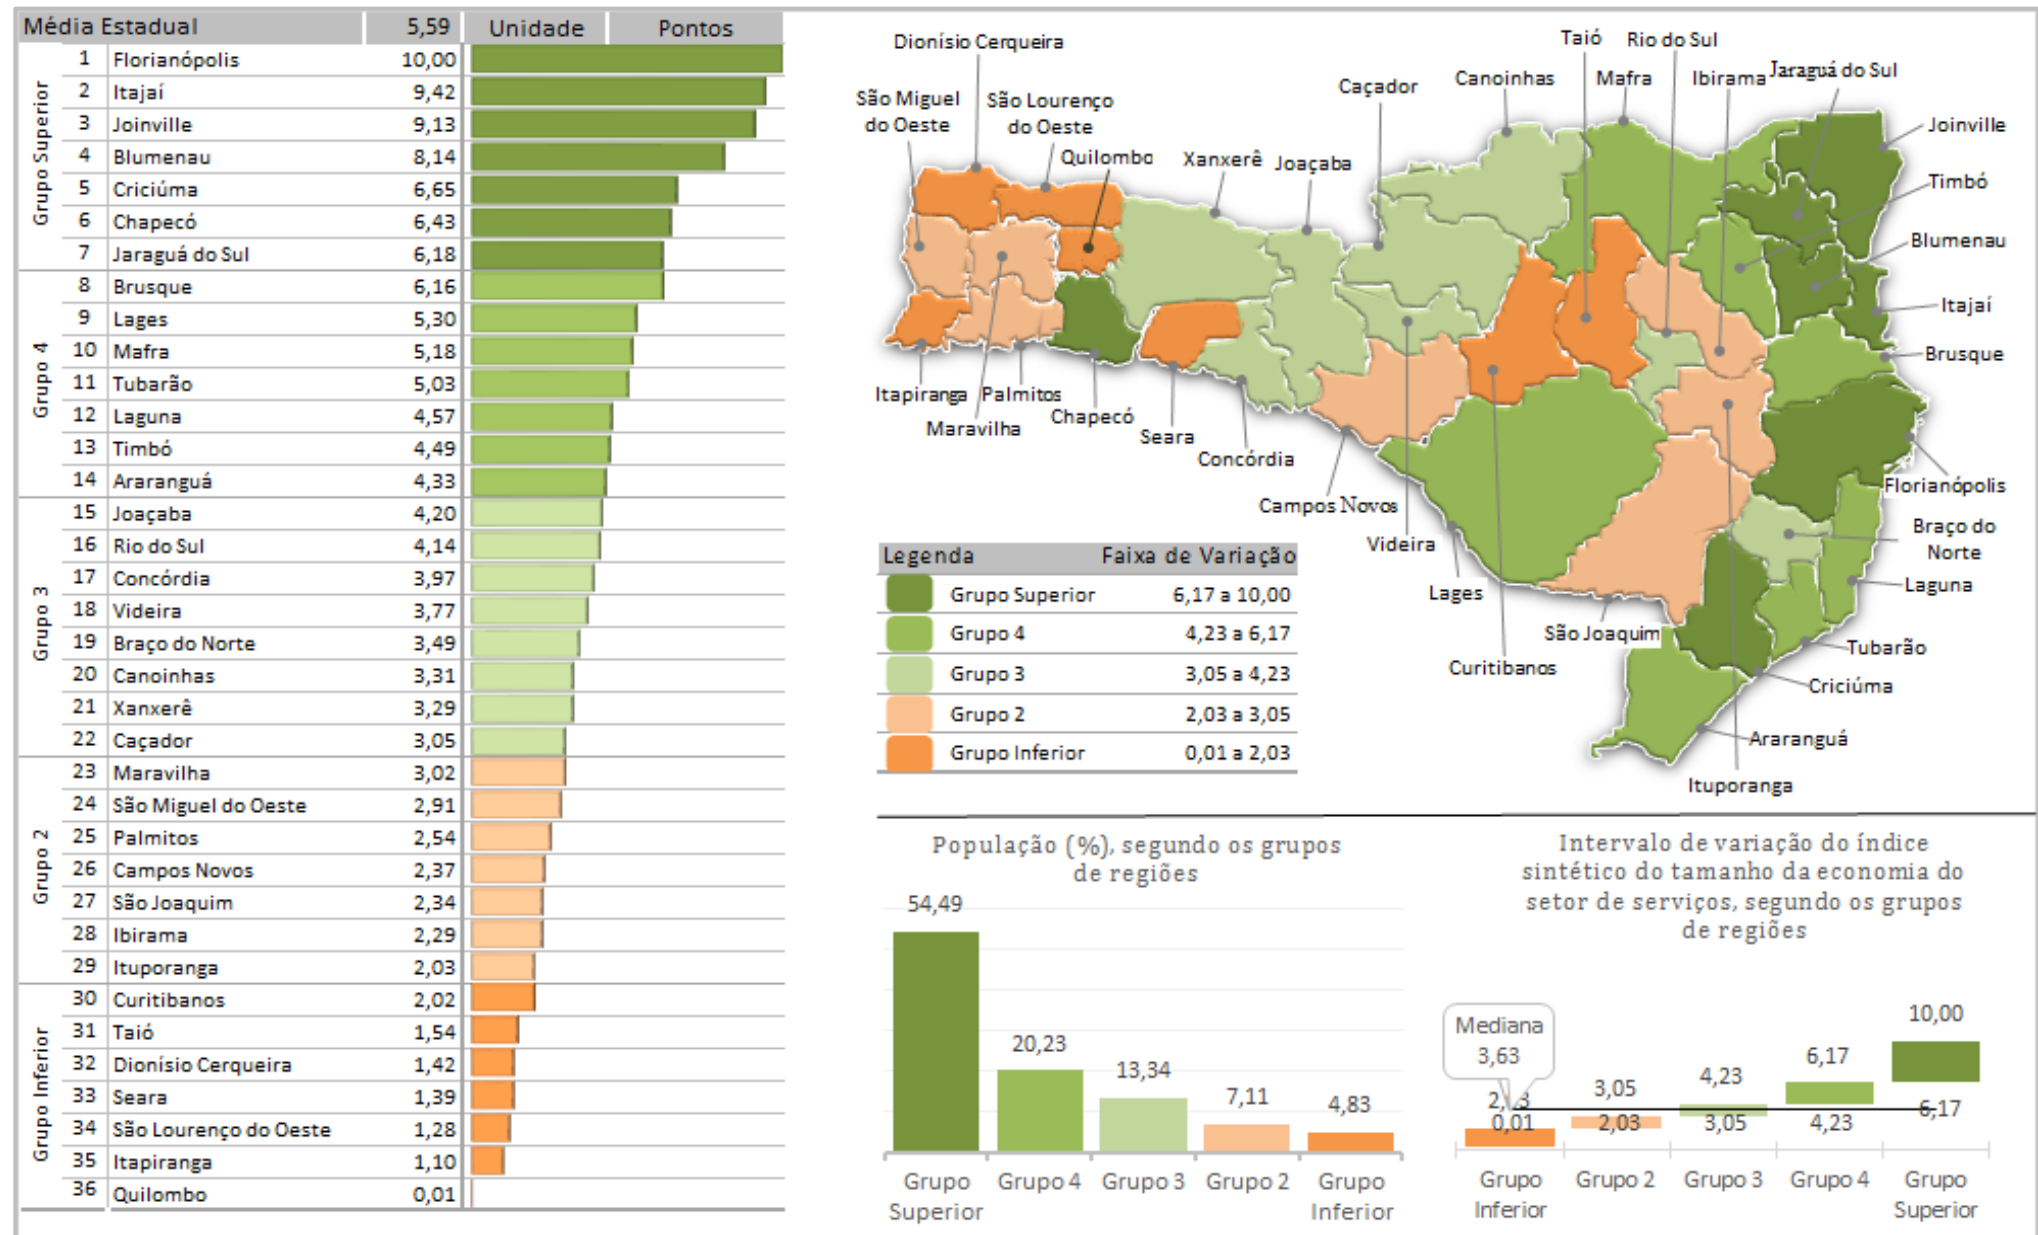 Média Estadual 5,59 Unidade Pontos
Grupo Superior
1 Florianópolis 10,00
2 Itajaí 9,42
3 Joinville 9,13
4 Blumenau 8,14
5 Criciúma 6,65
6 Chapecó 6,43
7 Jaraguá do Sul 6,18
Grupo 4
8 Brusque 6,16
9 Lages 5,30
10 Mafra 5,18
11 Tubarão 5,03
12 Laguna 4,57
13 Timbó 4,49
14 Araranguá 4,33
Grupo 3
15 Joaçaba 4,20
16 Rio do Sul 4,14
17 Concórdia 3,97
18 Videira 3,77
19 Braço do Norte 3,49
20 Canoinhas 3,31
21 Xanxerê 3,29
22 Caçador 3,05
Grupo 2
23 Maravilha 3,02
24 São Miguel do Oeste 2,91
25 Palmitos 2,54
26 Campos Novos 2,37
27 São Joaquim 2,34
28 Ibirama 2,29
29 Ituporanga 2,03
Grupo Inferior
30 Curitibanos 2,02
31 Taió 1,54
32 Dionísio Cerqueira 1,42
33 Seara 1,39
34 São Lourenço do Oeste 1,28
35 Itapiranga 1,10
36 Quilombo 0,01
Dionísio Cerqueira
São Miguel
do Oeste
São Lourenço
do Oeste
Quilombo
Xanxerê
Joaçaba
Caçador
Canoinhas
Taió
Mafra
Rio do Sul
Ibirama
Jaraguá do Sul
Joinville
Timbó
Blumenau
Itajaí
Brusque
Florianópolis
Braço do
Norte
Laguna
Tubarão
Criciúma
Araranguá
Ituporanga
São Joaquim
Curitibanos
Lages
Videira
Campos Novos
Concórdia
Seara
Chapecó
Palmitos
Maravilha
Itapiranga
Legenda Faixa de Variação
Grupo Superior 6,17 a 10,00
Grupo 4 4,23 a 6,17
Grupo 3 3,05 a 4,23
Grupo 2 2,03 a 3,05
Grupo Inferior 0,01 a 2,03
População (%), segundo os grupos
de regiões
54,49
20,23
13,34
7,11
4,83
Grupo
Superior
Grupo 4
Grupo 3
Grupo 2
Grupo
Inferior
Intervalo de variação do índice
sintético do tamanho da economia do
setor de serviços, segundo os grupos
de regiões
Mediana
3,63
0,01
3,05
2,03
4,23
3,05
6,17
4,23
10,00
6,17
Grupo
Inferior
Grupo 2
Grupo 3
Grupo 4
Grupo
Superior